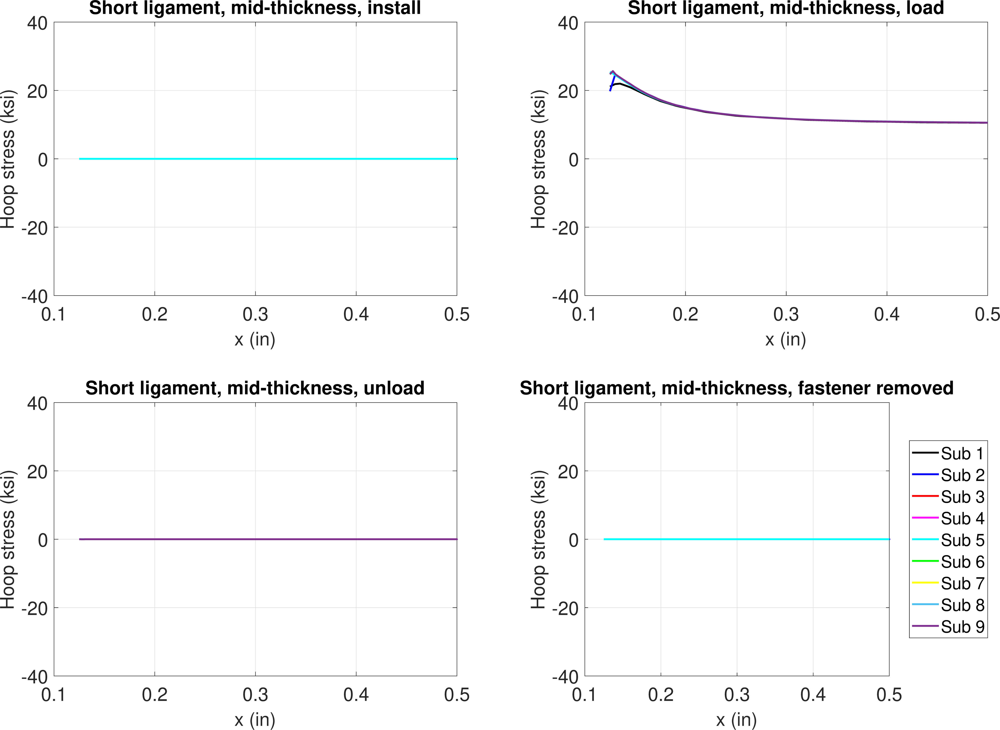 Short ligament, mid-thickness, install
40
20
0
-20
-40
0.1 0.2 0.3 0.4 0.5
Hoop stress (ksi)
x (in)
Short ligament, mid-thickness, load
40
20
0
-20
-40
0.1 0.2 0.3 0.4 0.5
Hoop stress (ksi)
x (in)
Short ligament, mid-thickness, unload
40
20
0
-20
-40
0.1 0.2 0.3 0.4 0.5
Hoop stress (ksi)
x (in)
Short ligament, mid-thickness, fastener removed
40
20
0
-20
-40
0.1 0.2 0.3 0.4 0.5
Hoop stress (ksi)
x (in)
Sub 1
Sub 2
Sub 3
Sub 4
Sub 5
Sub 6
Sub 7
Sub 8
Sub 9